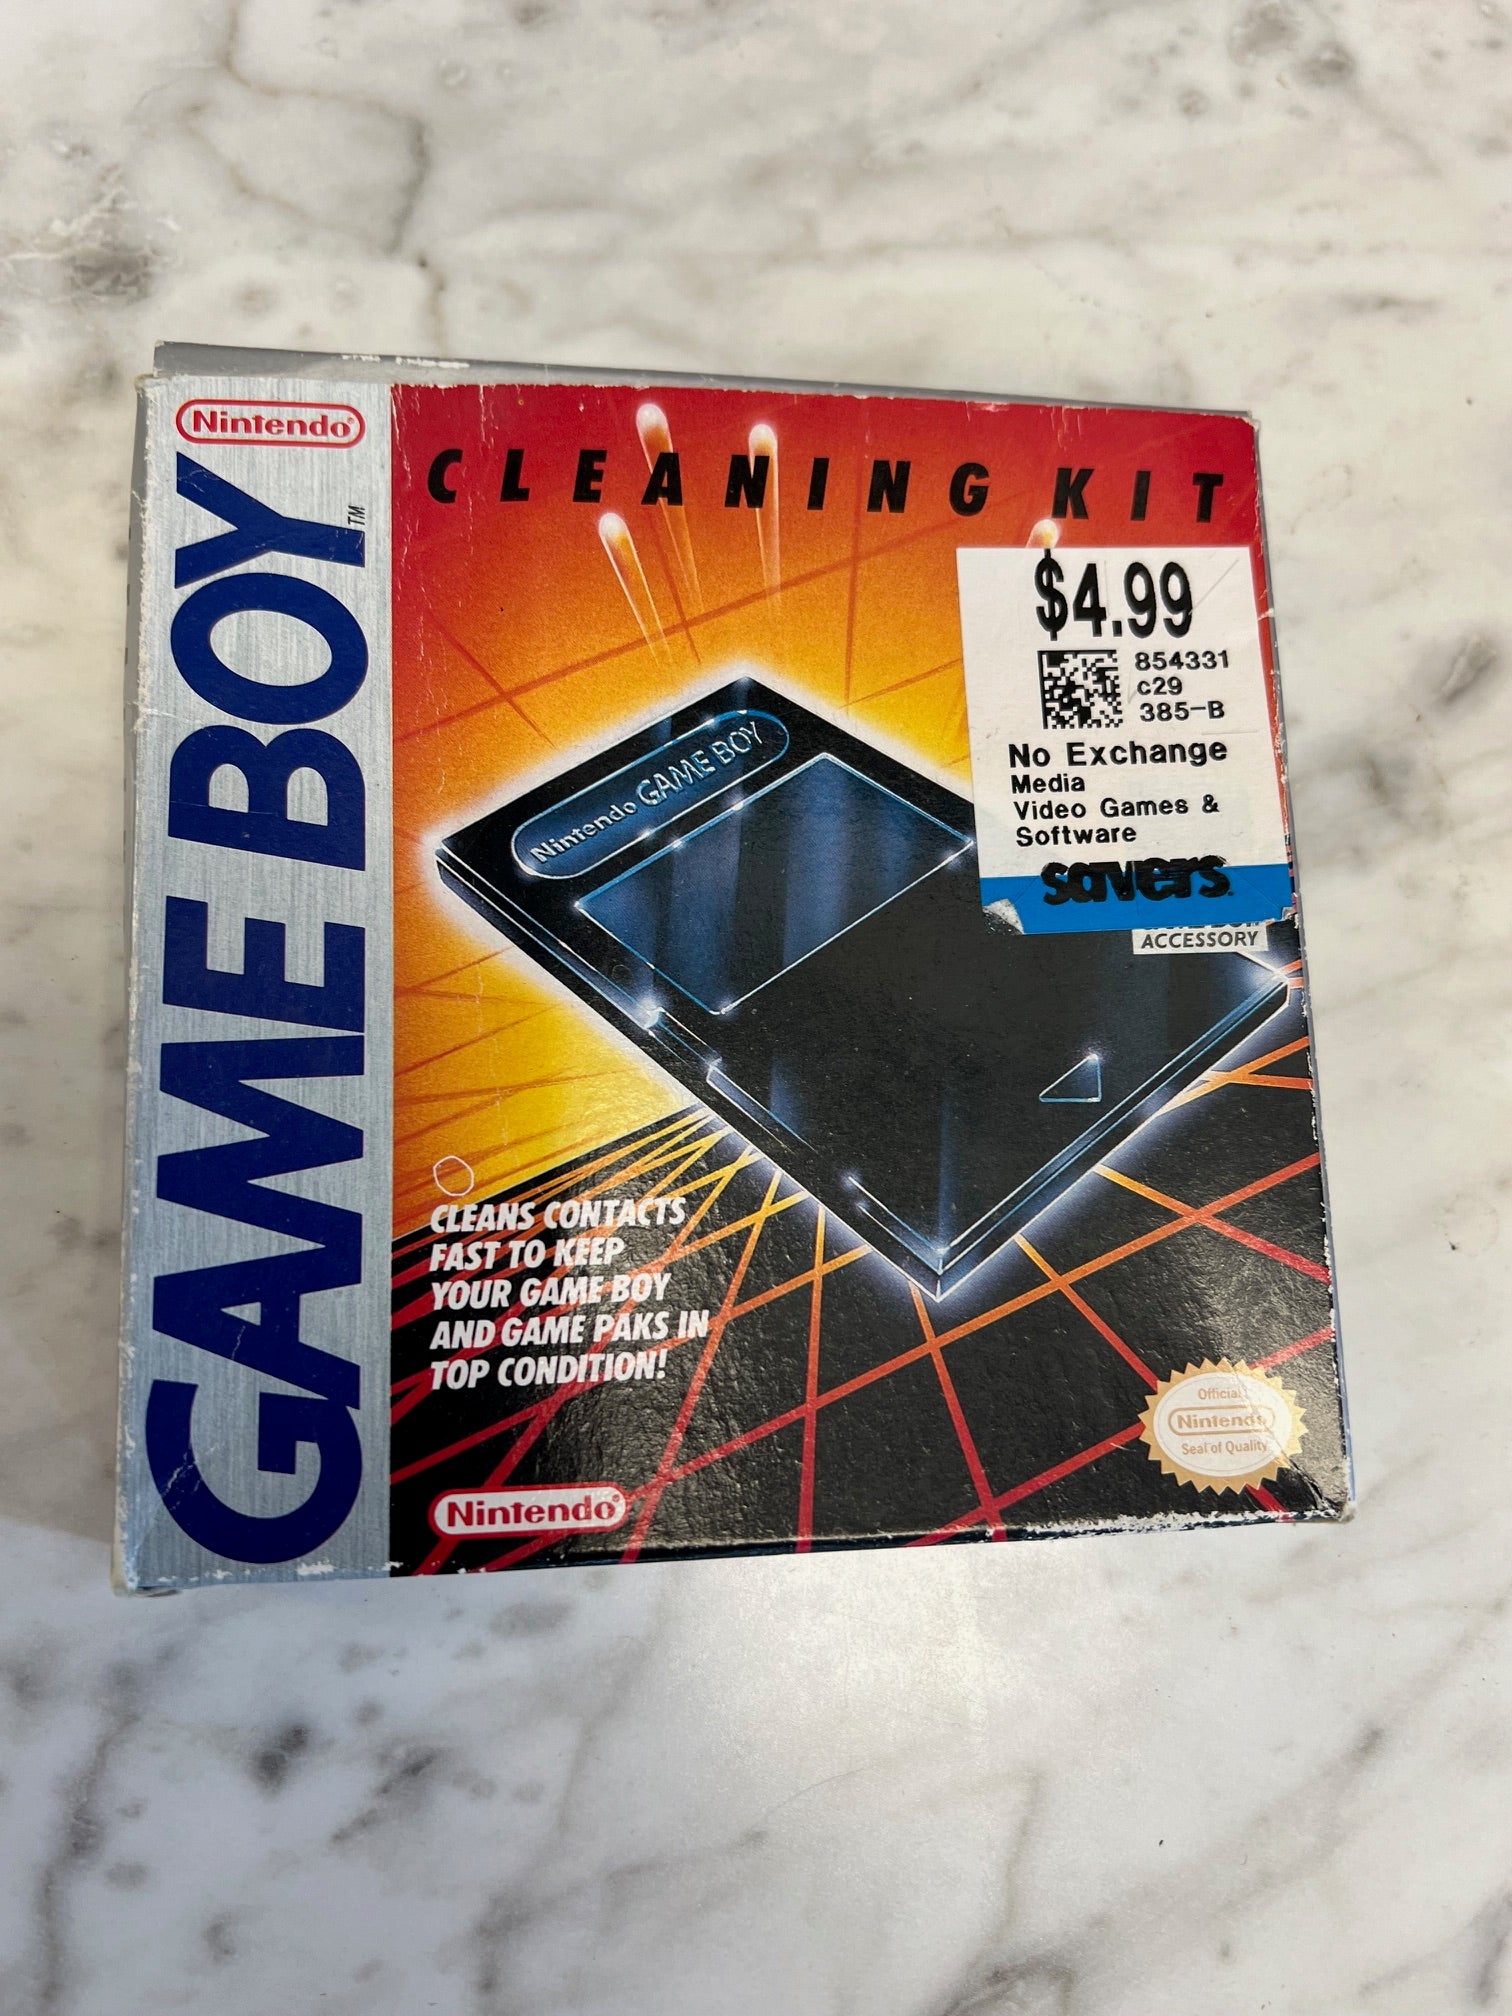 Nintendo®
GAME BOY™
CLEANING KIT
$4.99
854331
c29
385-B
No Exchange
Media
Video Games &
Software
savers.
ACCESSORY
Nintendo GAME BOY
CLEANS CONTACTS
FAST TO KEEP
YOUR GAME BOY
AND GAME PAKS IN
TOP CONDITION!
Nintendo®
Official
Nintendo
Seal of Quality